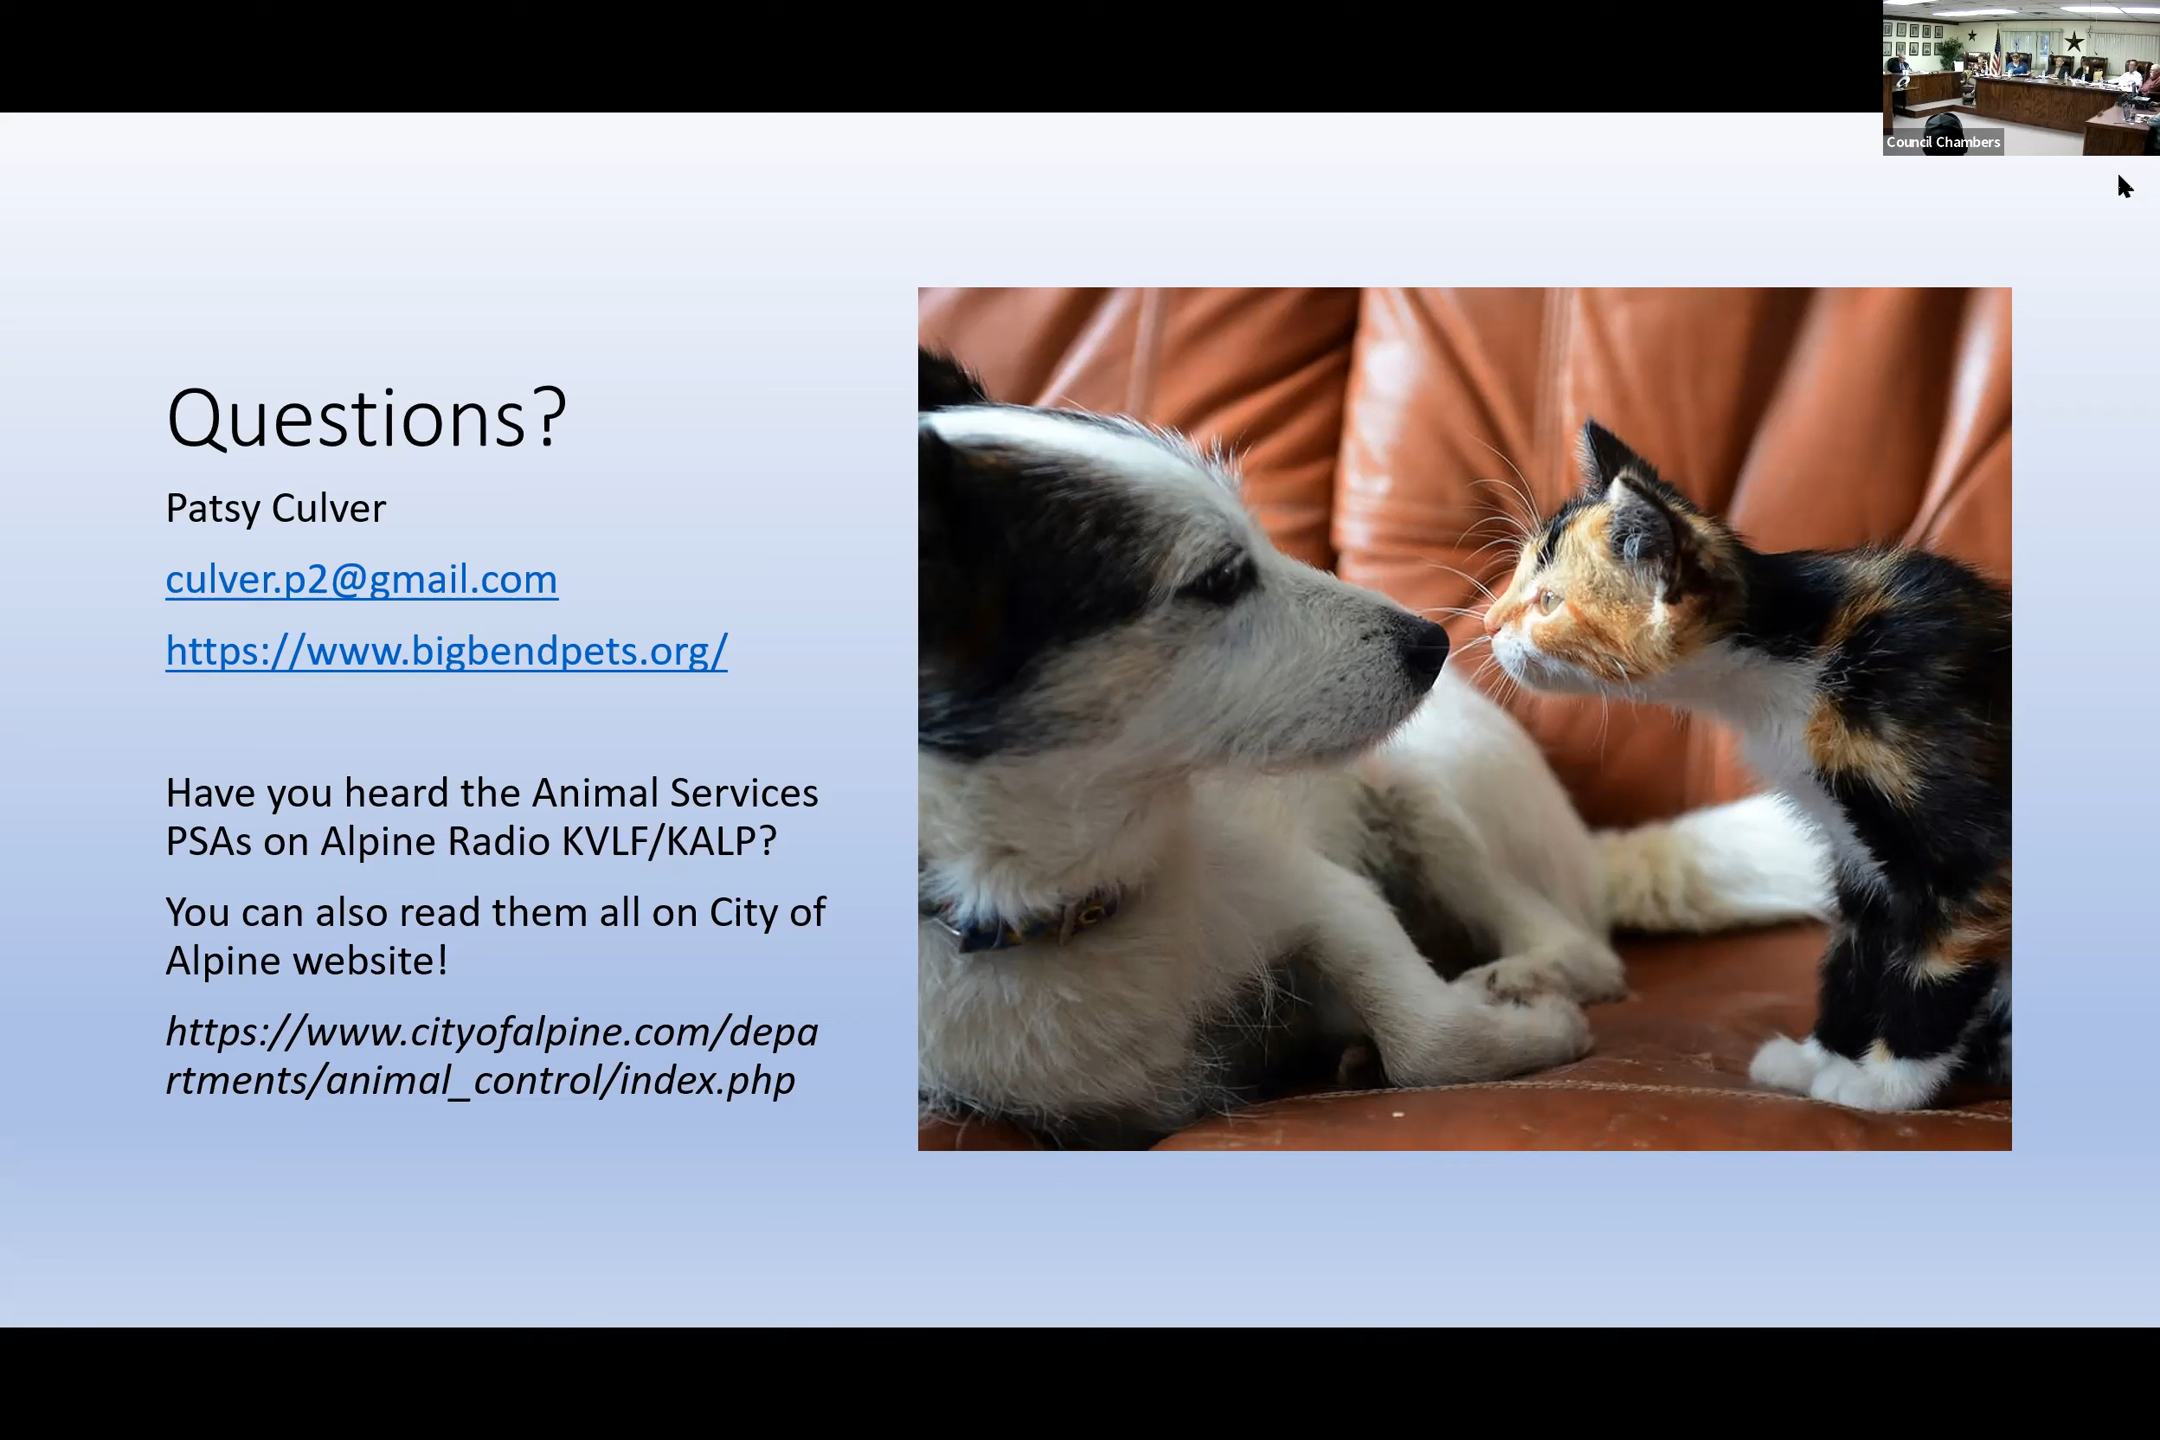 Council Chambers
Questions?
Patsy Culver
culver.p2@gmail.com
https://www.bigbendpets.org/
Have you heard the Animal Services
PSAs on Alpine Radio KVLF/KALP?
You can also read them all on City of
Alpine website!
https://www.cityofalpine.com/depa
rtments/animal_control/index.php